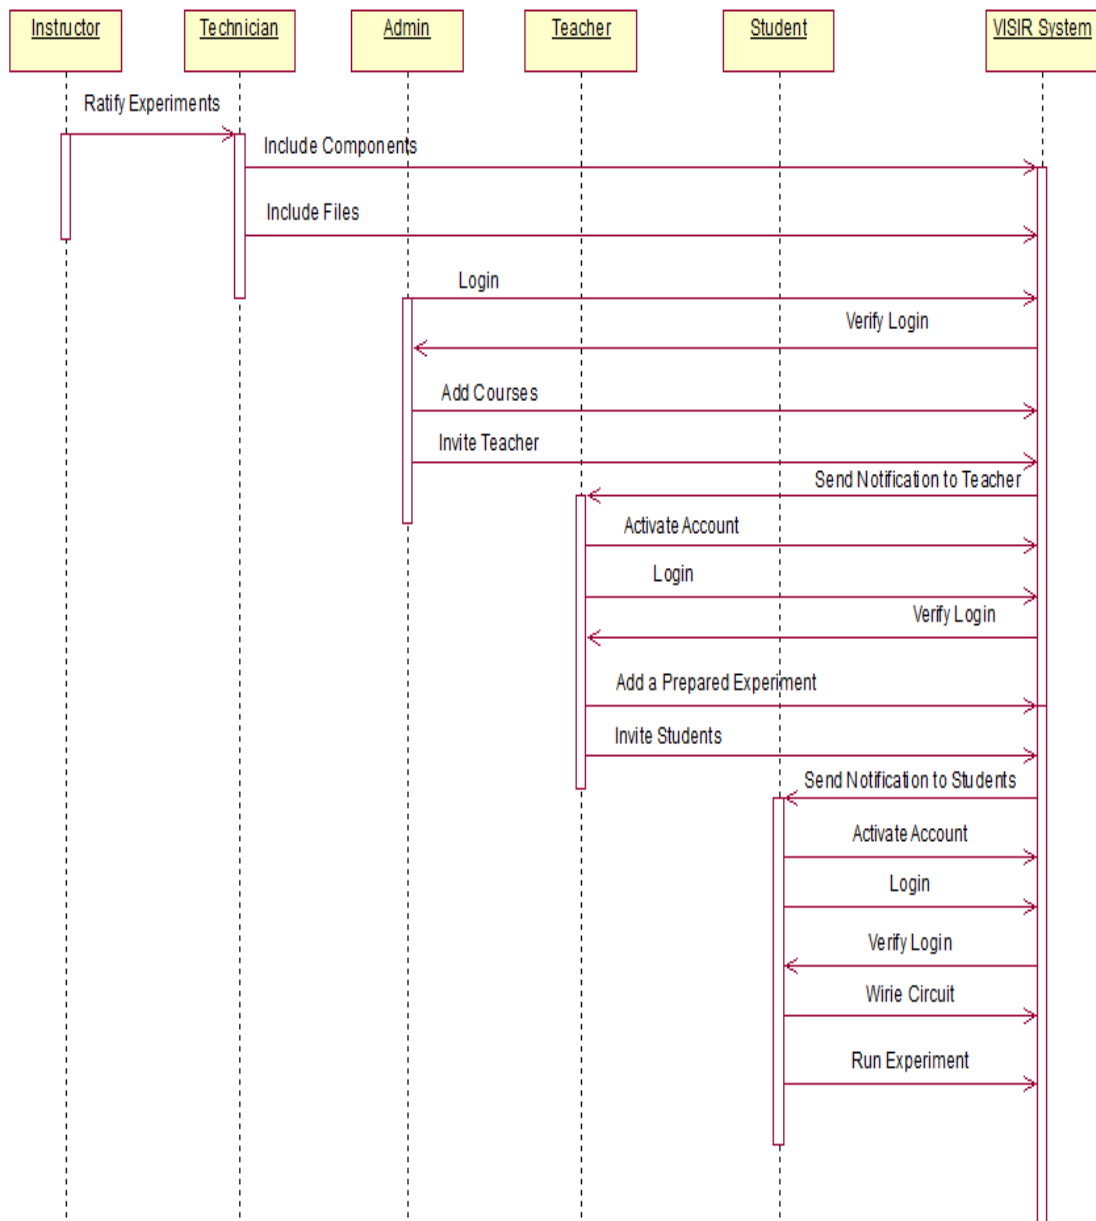 Instructor
Technician
Admin
Teacher
Student
VISIR System
Ratify Experiments
Include Components
Include Files
Login
Verify Login
Add Courses
Invite Teacher
Send Notification to Teacher
Activate Account
Login
Verify Login
Add a Prepared Experiment
Invite Students
Send Notification to Students
Activate Account
Login
Verify Login
Wirie Circuit
Run Experiment